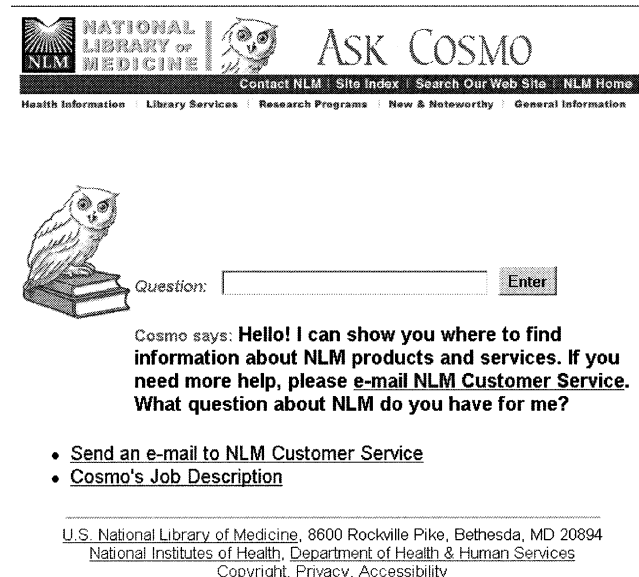 NATIONAL
LIBRARY OF
MEDICINE
NLM
ASK COSMO
Contact NLM | Site Index | Search Our Web Site | NLM Home
Health Information | Library Services | Research Programs | New & Noteworthy | General Information
Question:
Enter
Cosmo says: Hello! I can show you where to find
information about NLM products and services. If you
need more help, please e-mail NLM Customer Service.
What question about NLM do you have for me?
• Send an e-mail to NLM Customer Service
• Cosmo's Job Description
U.S. National Library of Medicine, 8600 Rockville Pike, Bethesda, MD 20894
National Institutes of Health, Department of Health & Human Services
Copyright, Privacy, Accessibility